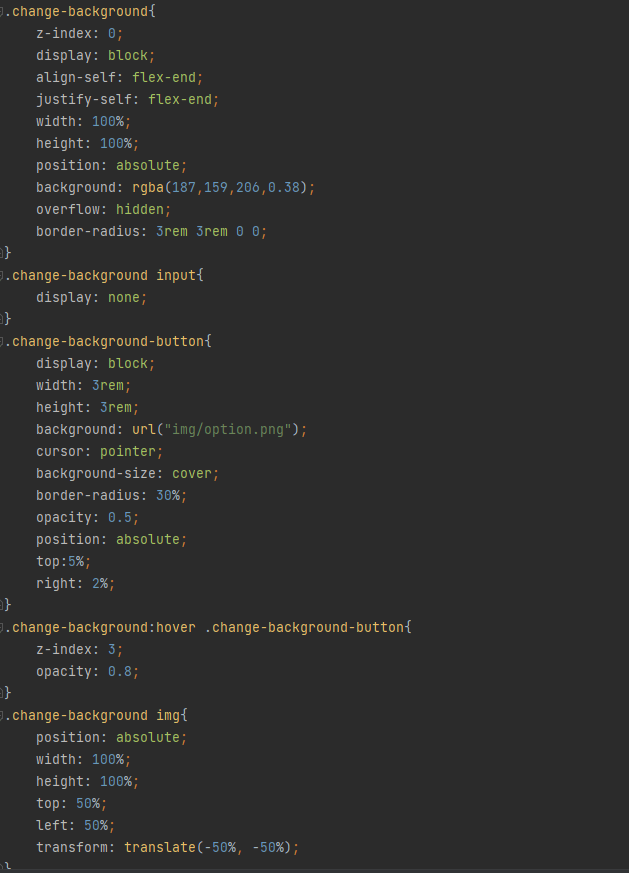 .change-background{
    z-index: 0;
    display: block;
    align-self: flex-end;
    justify-self: flex-end;
    width: 100%;
    height: 100%;
    position: absolute;
    background: rgba(187,159,206,0.38);
    overflow: hidden;
    border-radius: 3rem 3rem 0 0;
}
.change-background input{
    display: none;
}
.change-background-button{
    display: block;
    width: 3rem;
    height: 3rem;
    background: url("img/option.png");
    cursor: pointer;
    background-size: cover;
    border-radius: 30%;
    opacity: 0.5;
    position: absolute;
    top:5%;
    right: 2%;
}
.change-background:hover .change-background-button{
    z-index: 3;
    opacity: 0.8;
}
.change-background img{
    position: absolute;
    width: 100%;
    height: 100%;
    top: 50%;
    left: 50%;
    transform: translate(-50%, -50%);
}